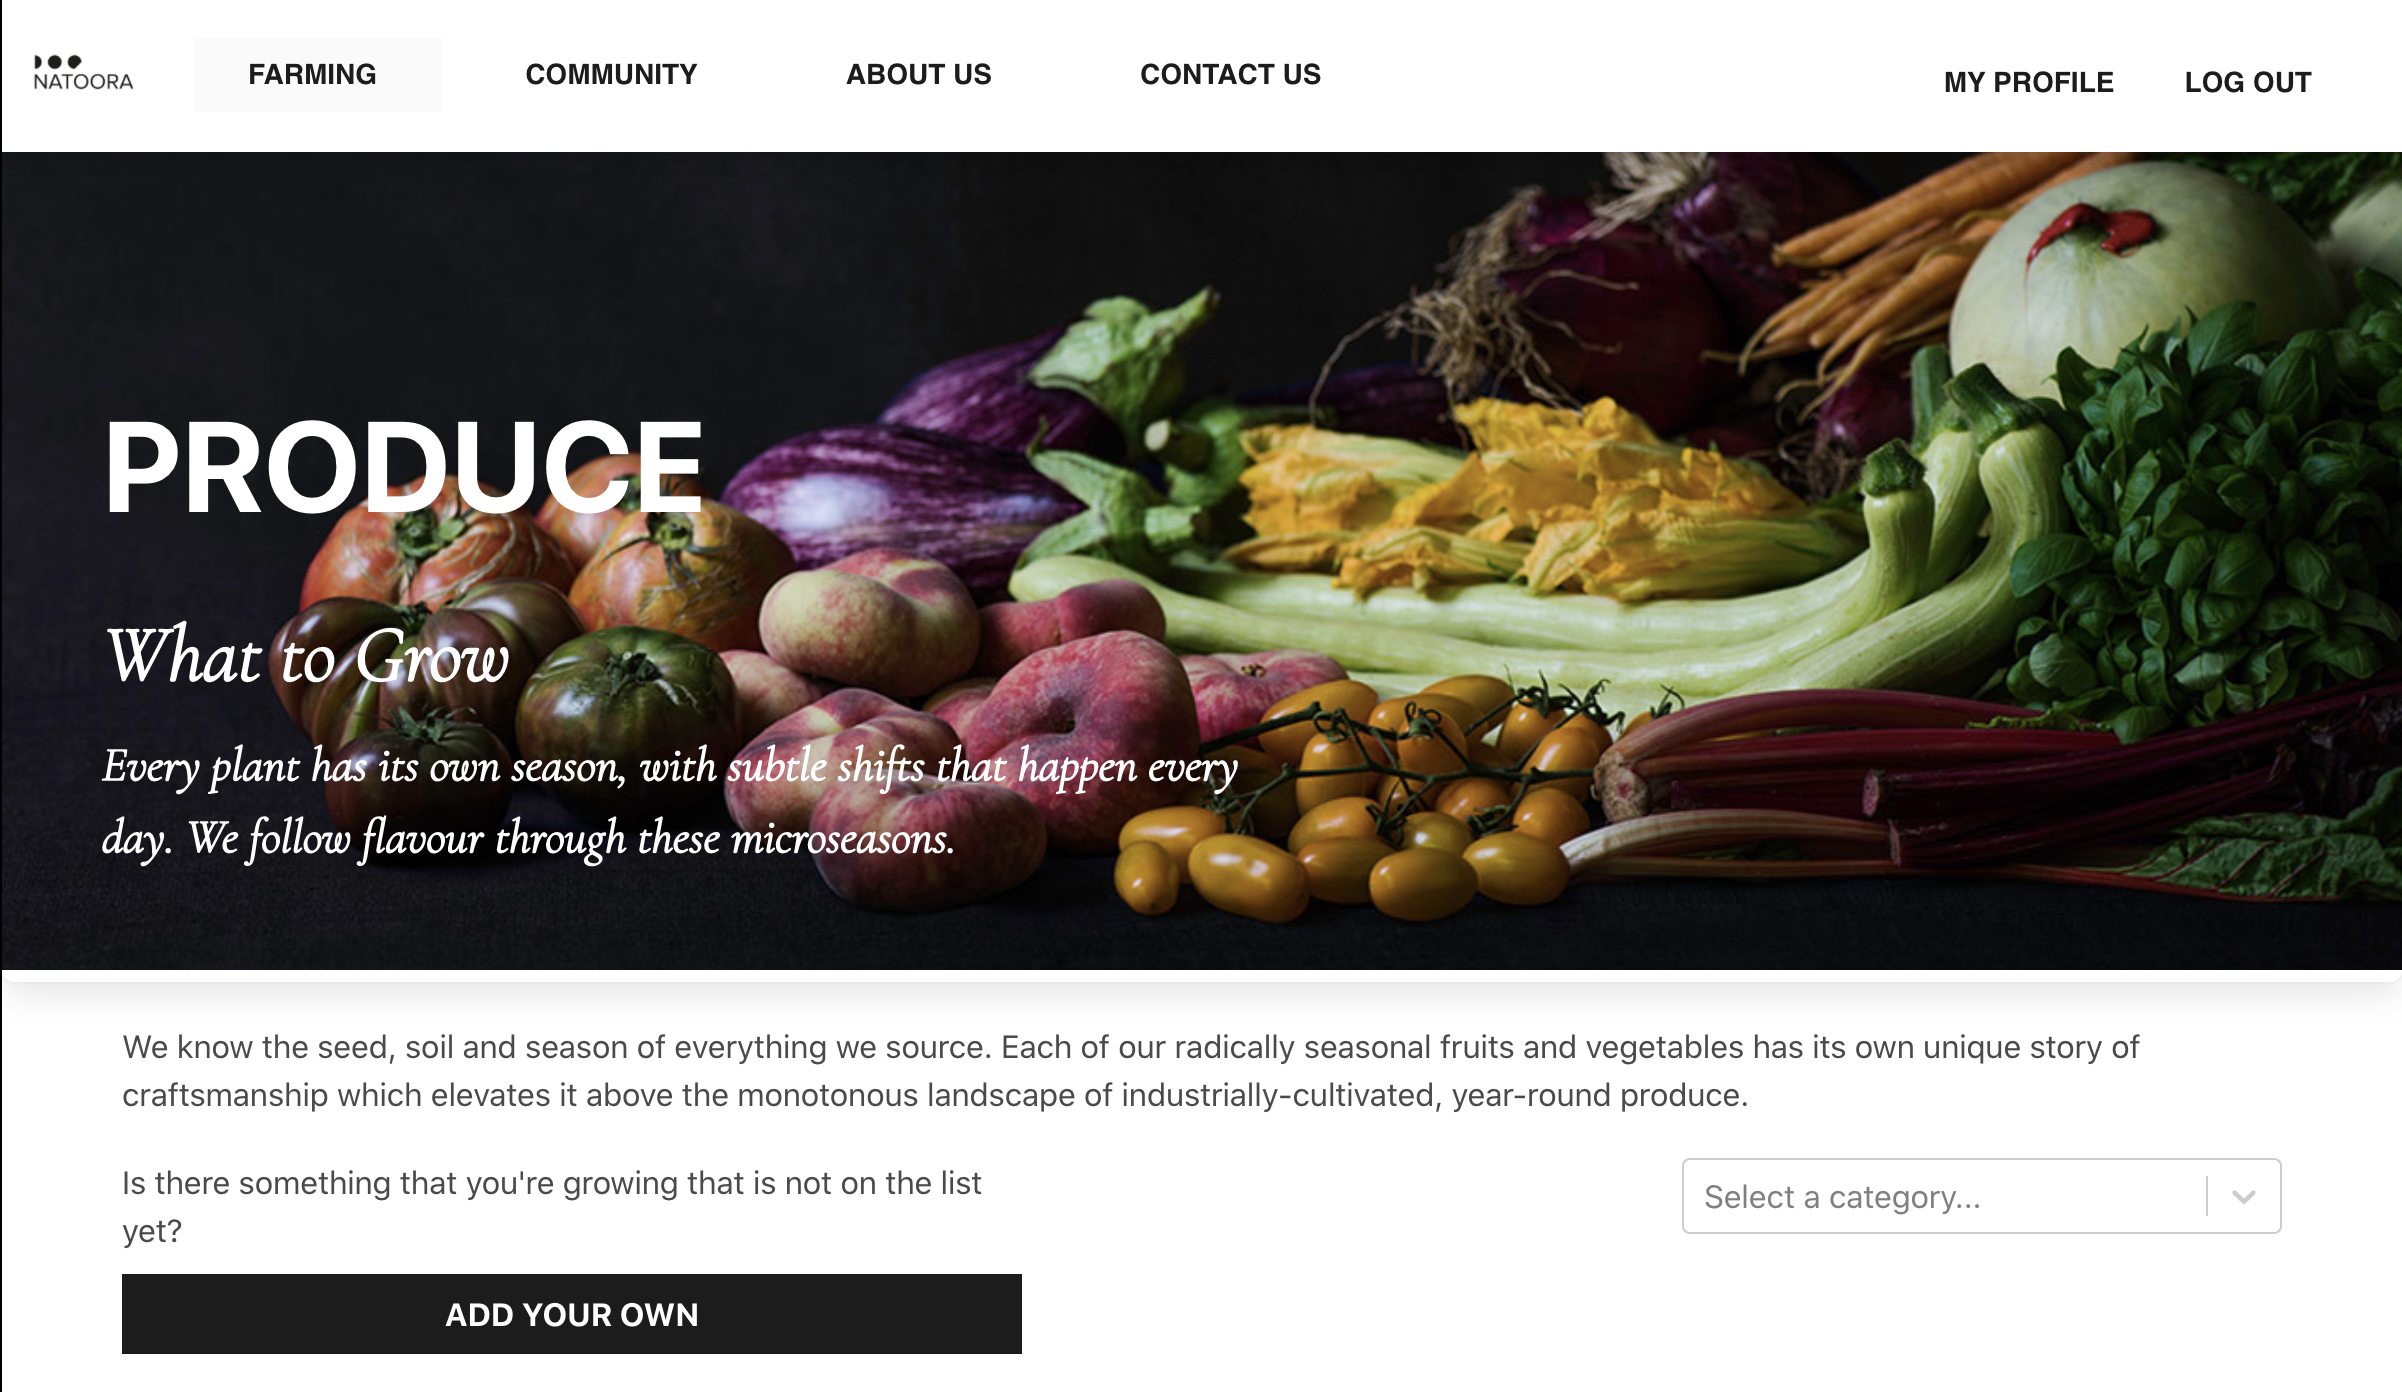 NATOORA
FARMING
COMMUNITY
ABOUT US
CONTACT US
MY PROFILE
LOG OUT
PRODUCE
What to Grow
Every plant has its own season, with subtle shifts that happen every
day. We follow flavour through these microseasons.
We know the seed, soil and season of everything we source. Each of our radically seasonal fruits and vegetables has its own unique story of
craftsmanship which elevates it above the monotonous landscape of industrially-cultivated, year-round produce.
Is there something that you're growing that is not on the list
yet?
Select a category...
ADD YOUR OWN